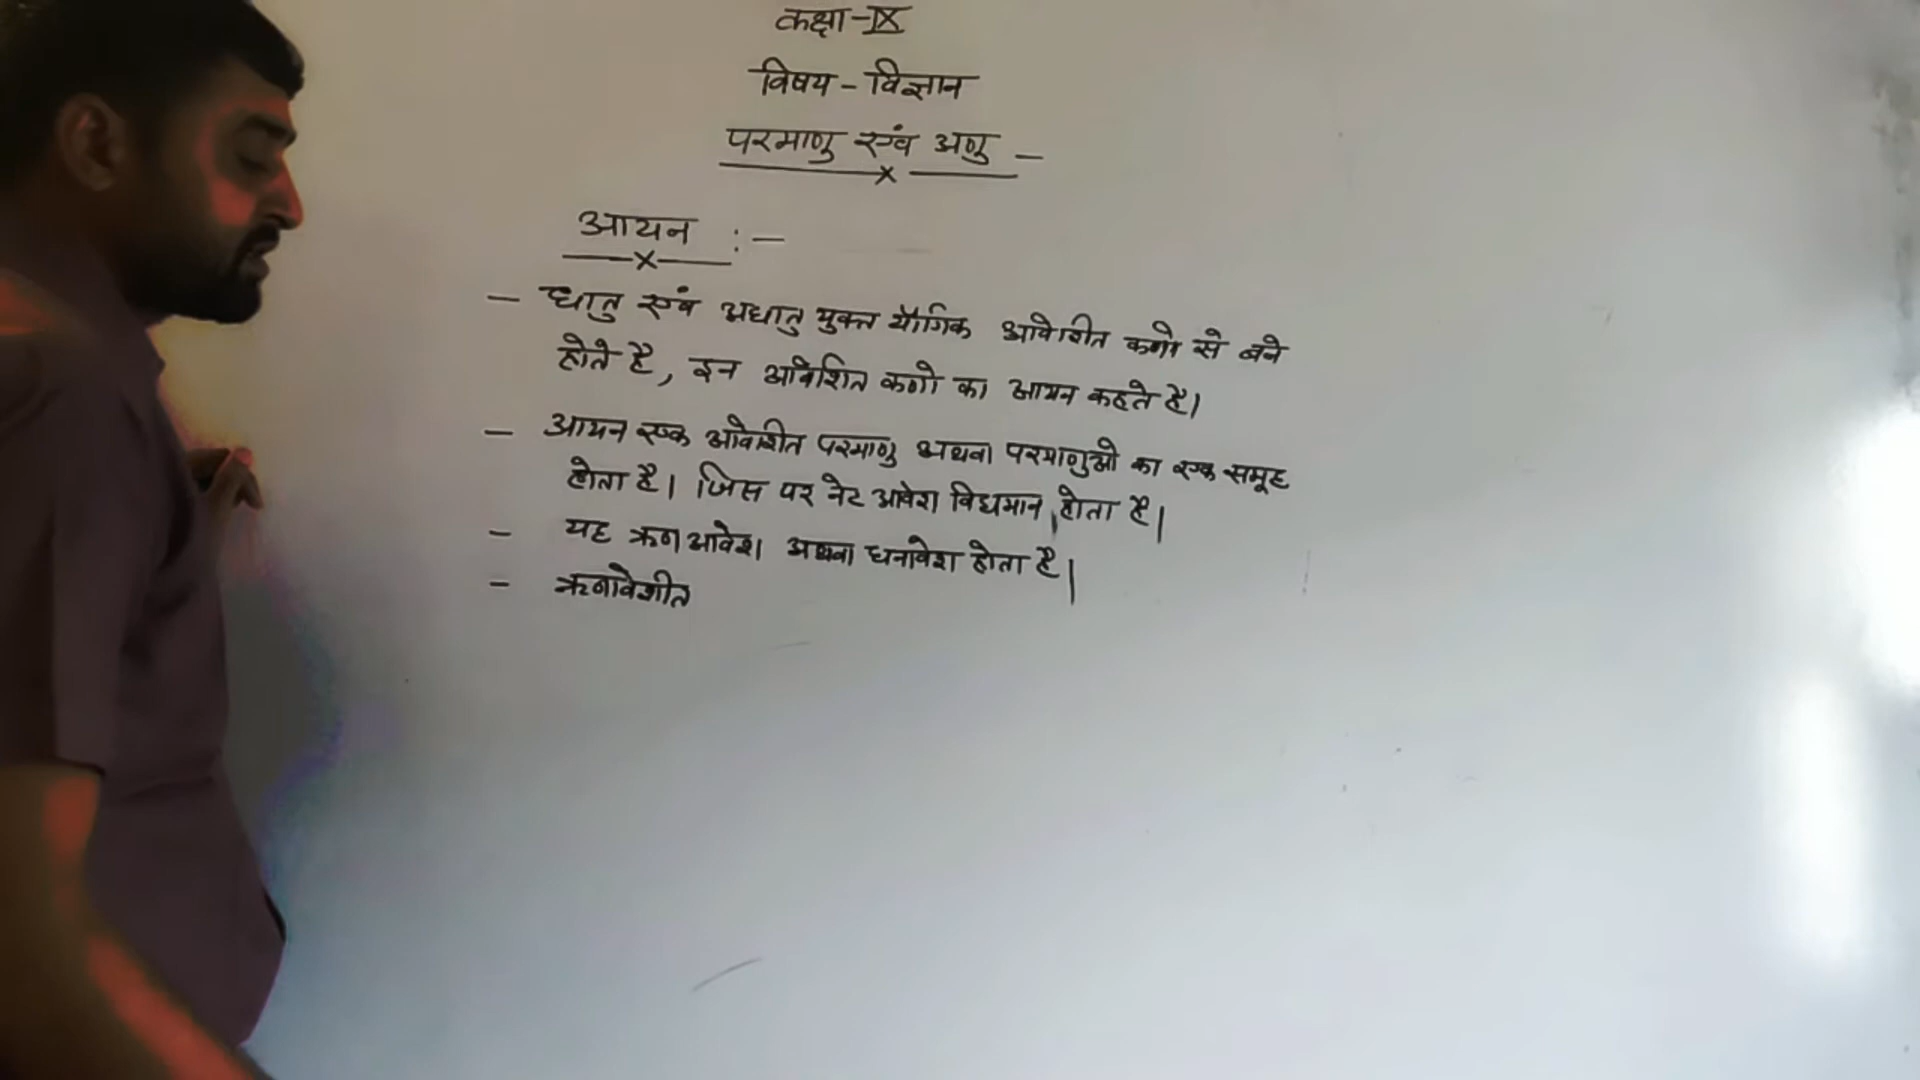 कक्षा-IX
विषय - विज्ञान
परमाणु एवं अणु -
आयन :-
- धातु एवं अधातु युक्त यौगिक आवेशीत कणो से बने
होते है, इन आवेशित कणो का आयन कहते है।
- आयन एक आवेशीत परमाणु अथवा परमाणुओ का एक समूह
होता है। जिस पर नेट आवेश विद्यमान होता है।
- यह ऋण आवेश अथवा धनावेश होता है।
- ऋणावेशीत